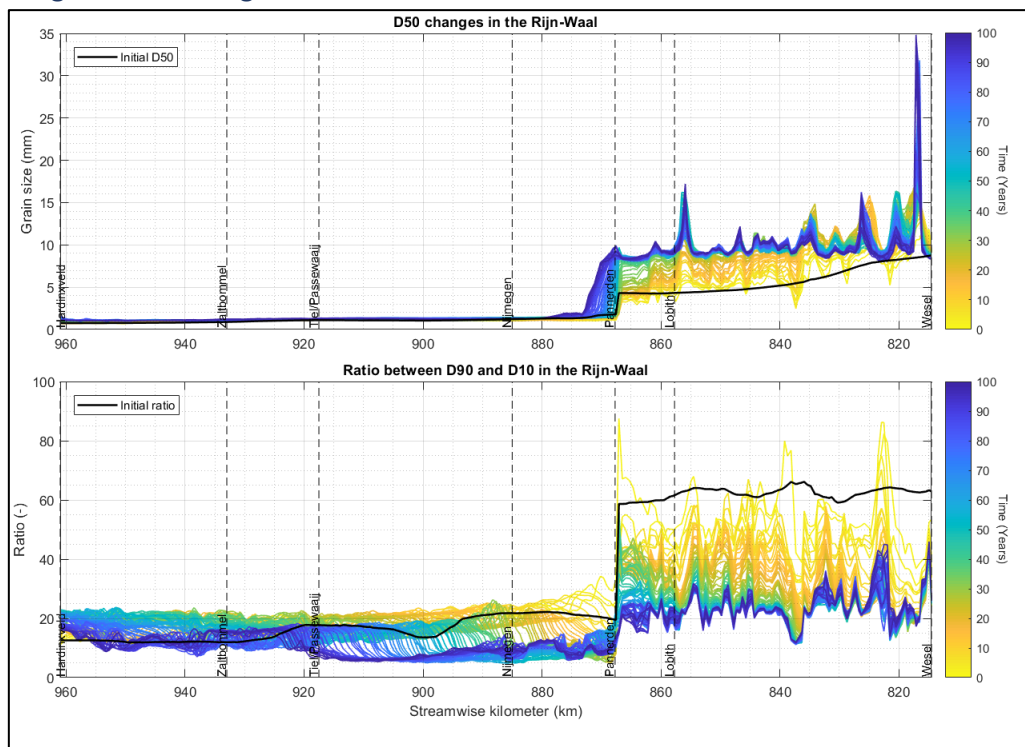 D50 changes in the Rijn-Waal
Initial D50
Grain size (mm)
35
30
25
20
15
10
5
0
960
940
920
900
880
860
840
820
Hardinxveld
Zaltbommel
Tiel/Passewaaij
Nijmegen
Pannerden
Lobith
Wesel
100
90
80
70
60
50
40
30
20
10
0
Time (Years)
Ratio between D90 and D10 in the Rijn-Waal
Initial ratio
Ratio (-)
100
80
60
40
20
0
960
940
920
900
880
860
840
820
Hardinxveld
Zaltbommel
Tiel/Passewaaij
Nijmegen
Pannerden
Lobith
Wesel
Streamwise kilometer (km)
100
90
80
70
60
50
40
30
20
10
0
Time (Years)